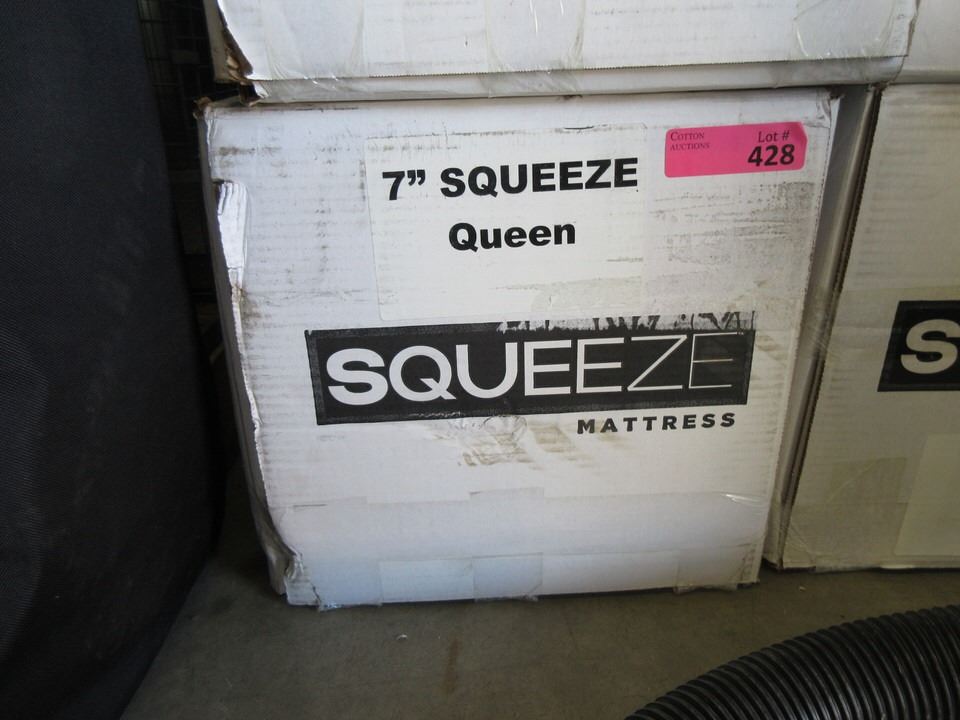 COTTON
AUCTIONS
Lot #
428
7” SQUEEZE
Queen
SQUEEZE
MATTRESS
S